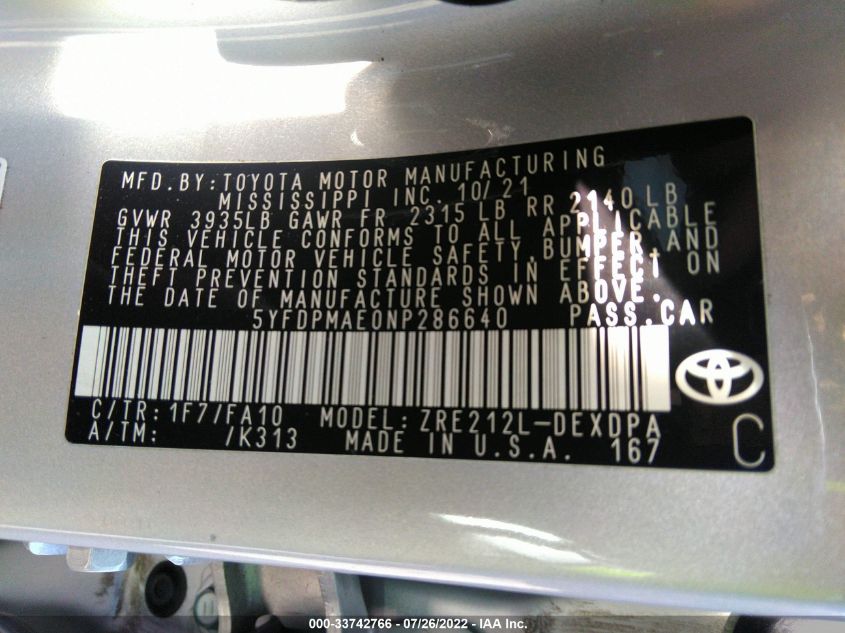 MFD.BY:TOYOTA MOTOR MANUFACTURING
MISSISSIPPI INC. 10/21
GVWR 3935LB GAWR FR 2315 LB RR 2140 LB
THIS VEHICLE CONFORMS TO ALL APPLICABLE
FEDERAL MOTOR VEHICLE SAFETY, BUMPER, AND
THEFT PREVENTION STANDARDS IN EFFECT ON
THE DATE OF MANUFACTURE SHOWN ABOVE.
5YFDPMAE0NP286640 PASS.CAR
C/TR: 1F7/FA10 MODEL: ZRE212L-DEXDPA
A/TM: /K313 MADE IN U.S.A. 167 C
000-33742766 - 07/26/2022 - IAA Inc.